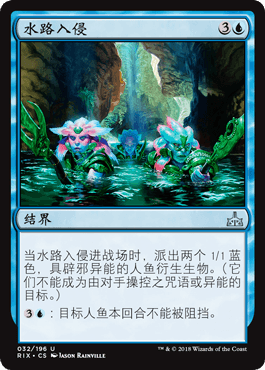 水路入侵 3
结界
当水路入侵进战场时，派出两个 1/1 蓝
色，具辟邪异能的人鱼衍生生物。（它
们不能成为由对手操控之咒语或异能的
目标。）
3 ：目标人鱼本回合不能被阻挡。
032/196 U
RIX • CS JASON RAINVILLE
™ & © 2018 Wizards of the Coast